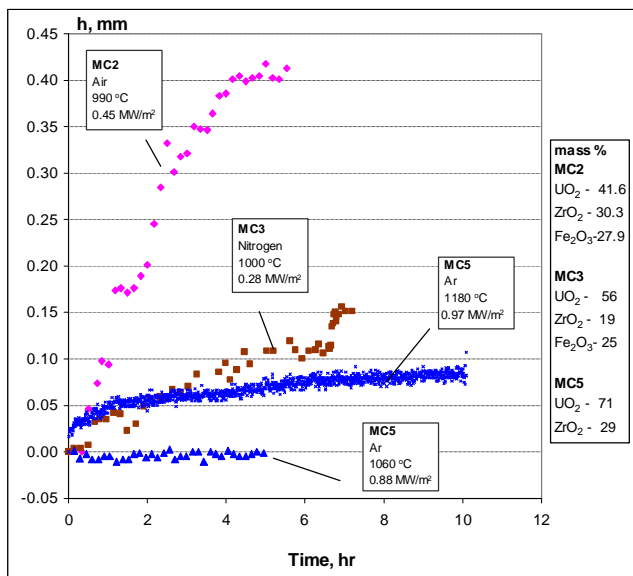 h, mm
0.45
0.40
0.35
0.30
0.25
0.20
0.15
0.10
0.05
0.00
-0.05
MC2
Air
990 °C
0.45 MW/m²
MC3
Nitrogen
1000 °C
0.28 MW/m²
MC5
Ar
1180 °C
0.97 MW/m²
MC5
Ar
1060 °C
0.88 MW/m²
0 2 4 6 8 10 12
Time, hr
mass %
MC2
UO₂ - 41.6
ZrO₂ - 30.3
Fe₂O₃-27.9
MC3
UO₂ - 56
ZrO₂ - 19
Fe₂O₃- 25
MC5
UO₂ - 71
ZrO₂ - 29